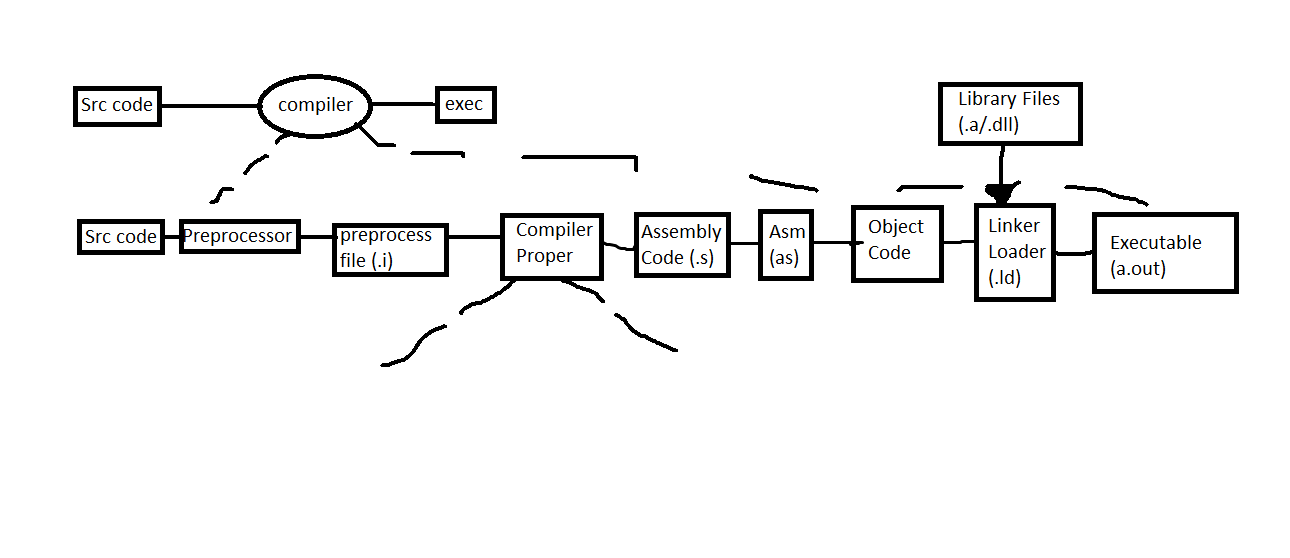 Src code
compiler
exec
Library Files
(.a/.dll)
Src code
Preprocessor
preprocess
file (.i)
Compiler
Proper
Assembly
Code (.s)
Asm
(as)
Object
Code
Linker
Loader
(.ld)
Executable
(a.out)